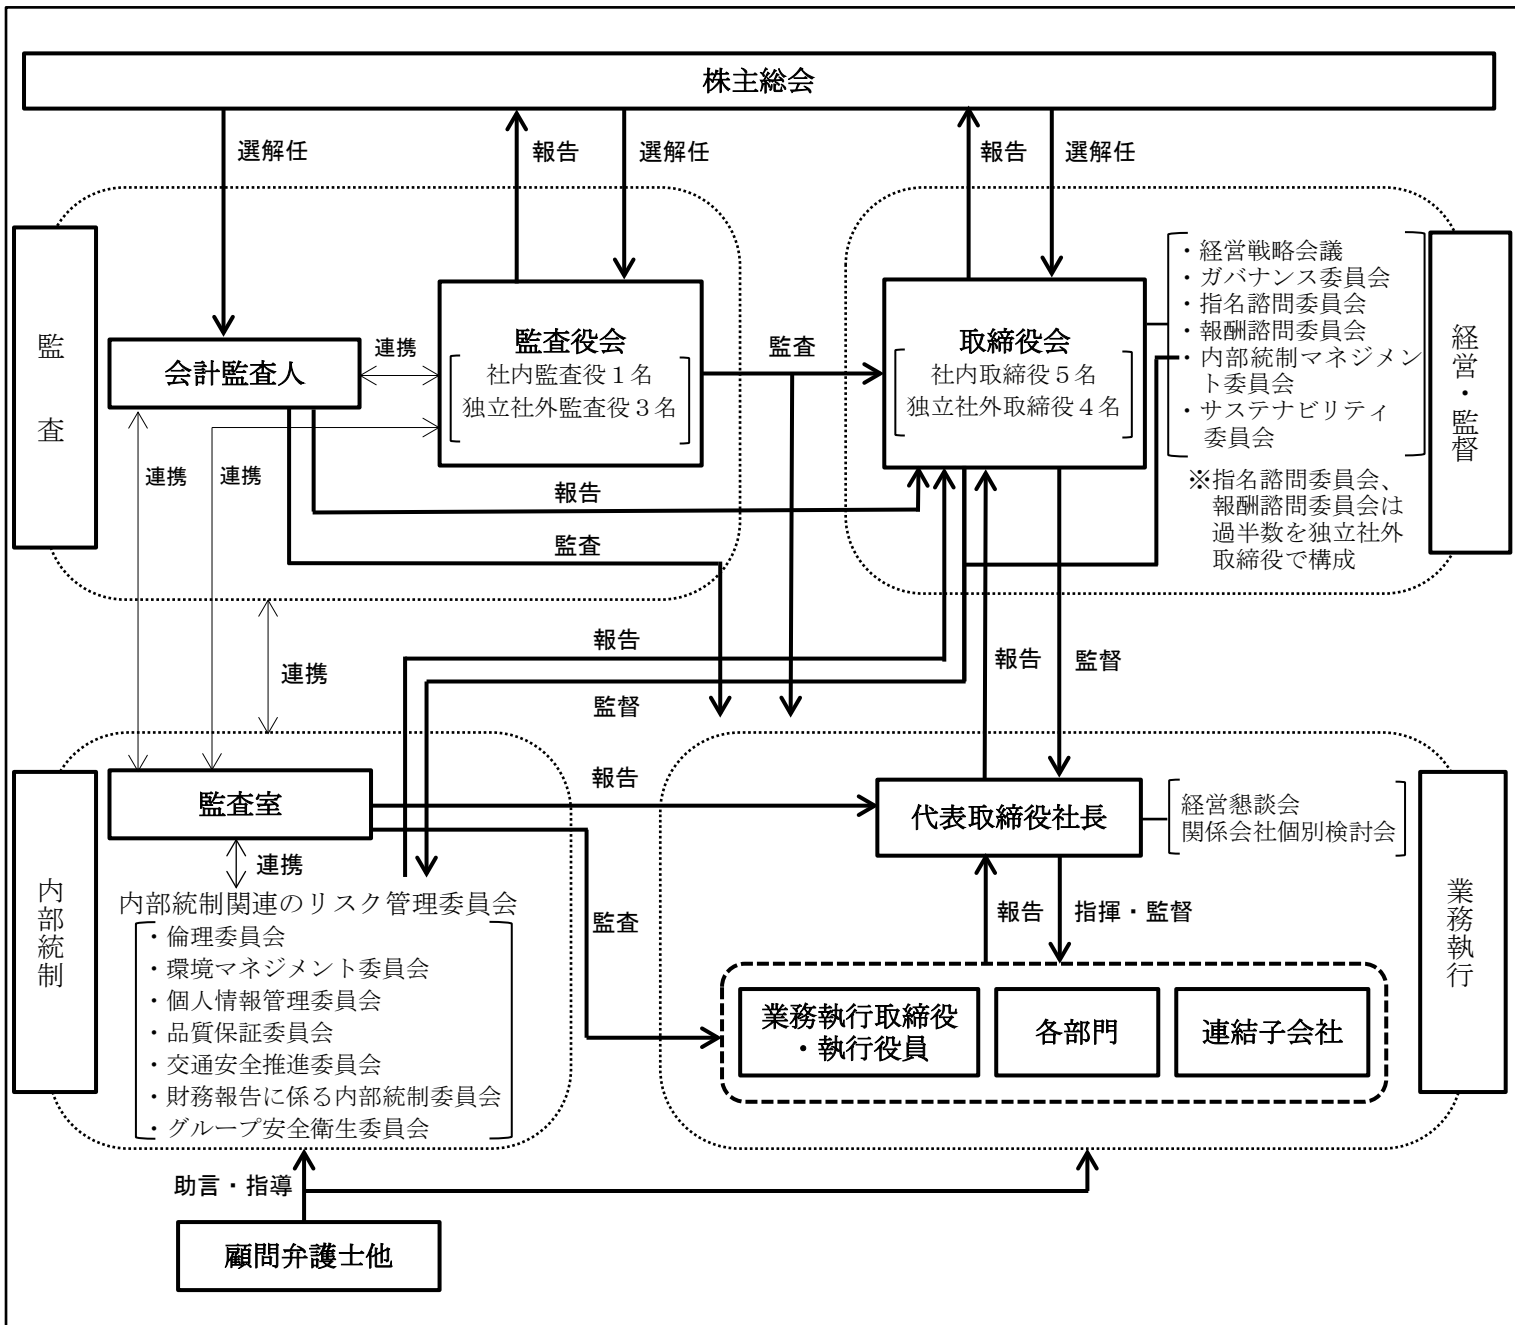 株主総会
選解任
報告
選解任
報告
選解任
監査
会計監査人
連携
監査役会
社内監査役１名
独立社外監査役３名
監査
取締役会
社内取締役５名
独立社外取締役４名
・経営戦略会議
・ガバナンス委員会
・指名諮問委員会
・報酬諮問委員会
・内部統制マネジメン
ト委員会
・サステナビリティ
委員会
※指名諮問委員会、
報酬諮問委員会は
過半数を独立社外
取締役で構成
経営・監督
連携
連携
報告
監査
連携
報告
監督
報告
監督
内部統制
監査室
報告
代表取締役社長
経営懇談会
関係会社個別検討会
連携
内部統制関連のリスク管理委員会
・倫理委員会
・環境マネジメント委員会
・個人情報管理委員会
・品質保証委員会
・交通安全推進委員会
・財務報告に係る内部統制委員会
・グループ安全衛生委員会
監査
報告
指揮・監督
業務執行取締役
・執行役員
各部門
連結子会社
業務執行
助言・指導
顧問弁護士他